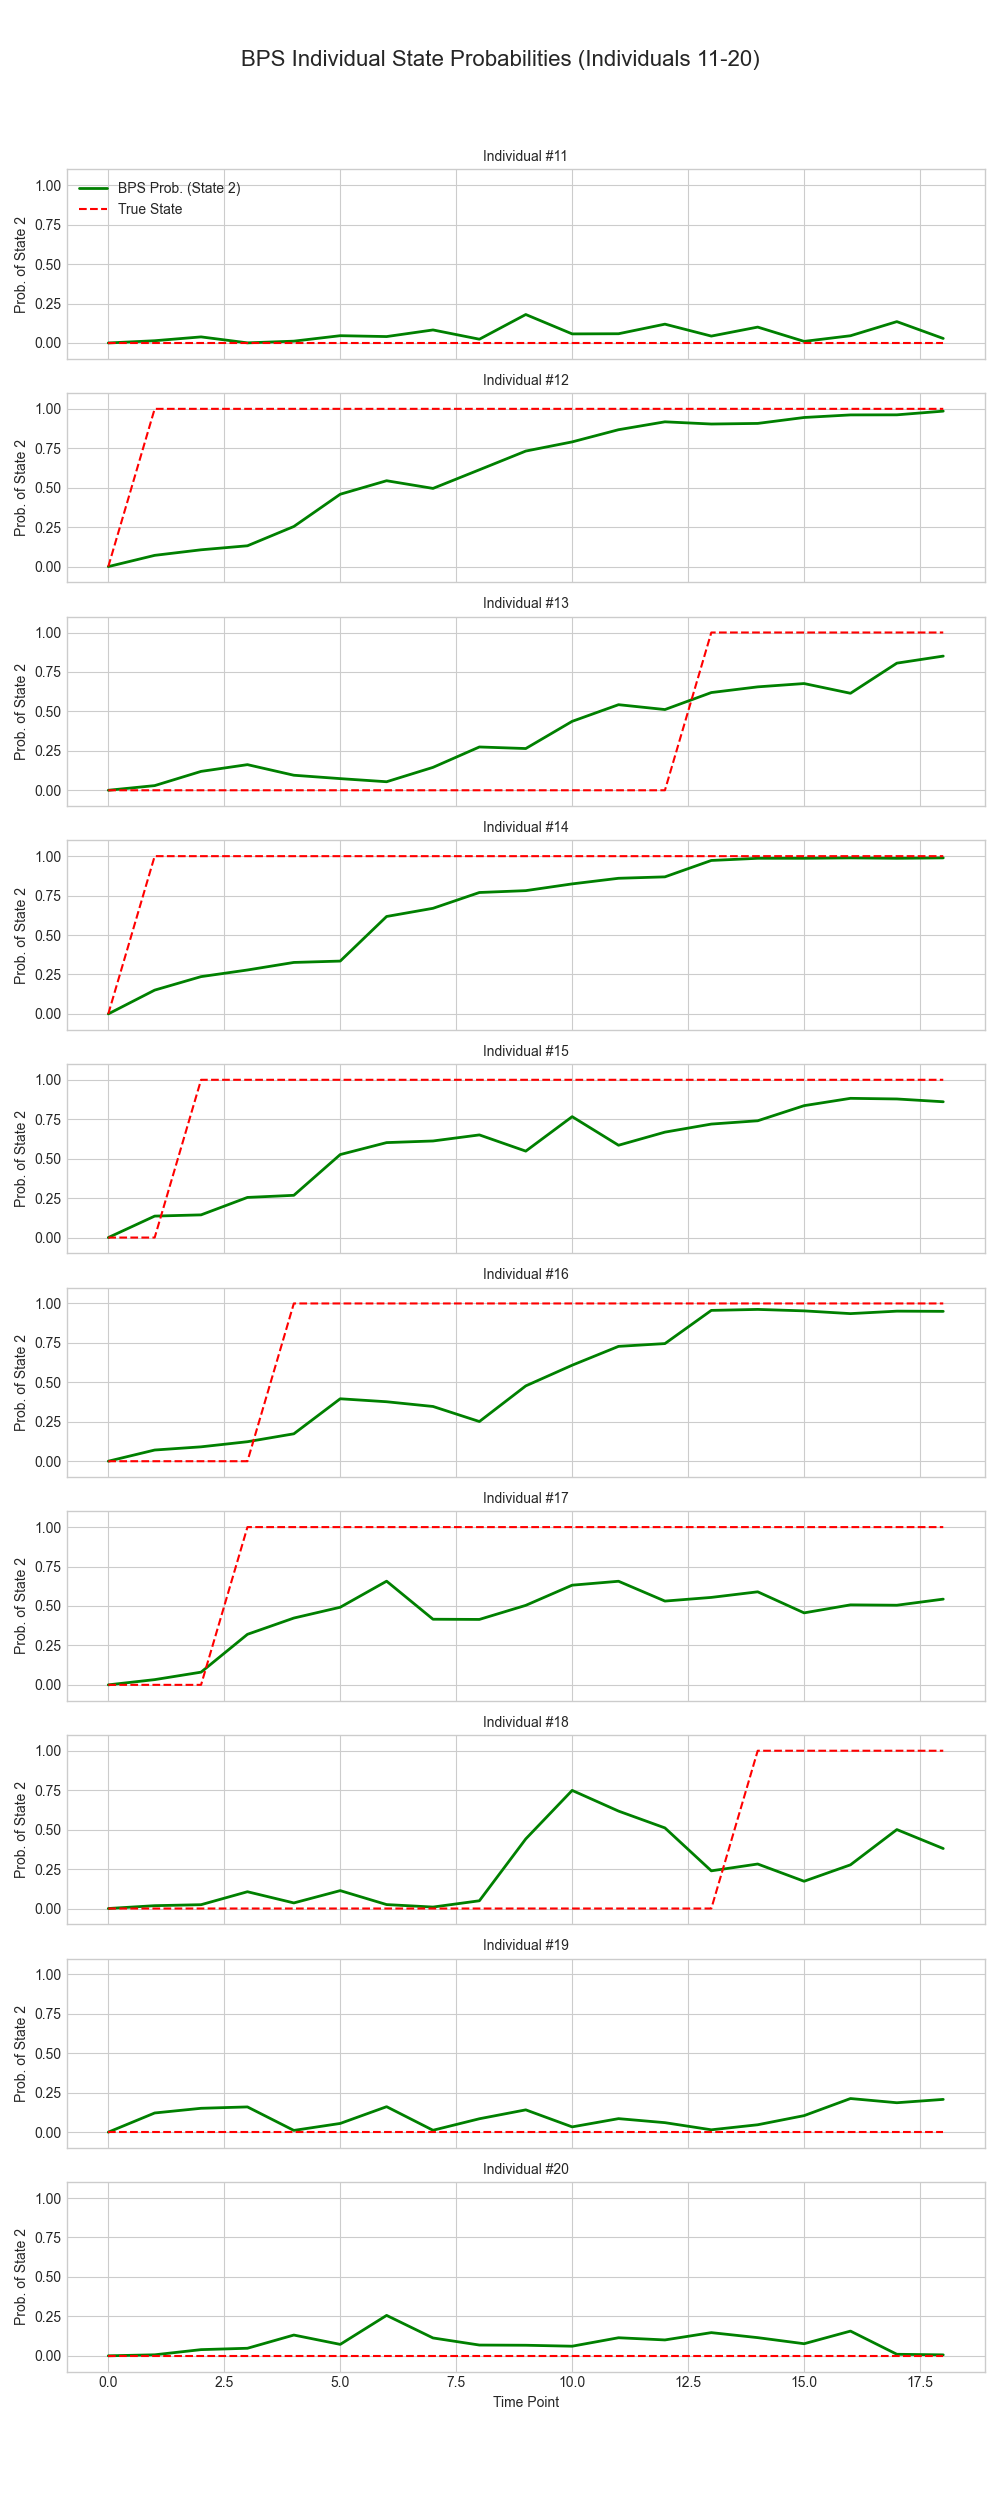 BPS Individual State Probabilities (Individuals 11-20)
Individual #11
BPS Prob. (State 2)
True State
Prob. of State 2
1.00
0.75
0.50
0.25
0.00
Individual #12
Prob. of State 2
1.00
0.75
0.50
0.25
0.00
Individual #13
Prob. of State 2
1.00
0.75
0.50
0.25
0.00
Individual #14
Prob. of State 2
1.00
0.75
0.50
0.25
0.00
Individual #15
Prob. of State 2
1.00
0.75
0.50
0.25
0.00
Individual #16
Prob. of State 2
1.00
0.75
0.50
0.25
0.00
Individual #17
Prob. of State 2
1.00
0.75
0.50
0.25
0.00
Individual #18
Prob. of State 2
1.00
0.75
0.50
0.25
0.00
Individual #19
Prob. of State 2
1.00
0.75
0.50
0.25
0.00
Individual #20
Prob. of State 2
1.00
0.75
0.50
0.25
0.00
0.0 2.5 5.0 7.5 10.0 12.5 15.0 17.5
Time Point